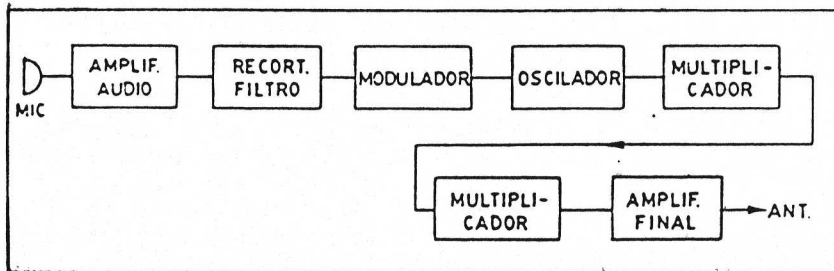 MIC
AMPLIF.
AUDIO
RECORT.
FILTRO
MODULADOR
OSCILADOR
MULTIPLI-
CADOR
MULTIPLI-
CADOR
AMPLIF.
FINAL
ANT.